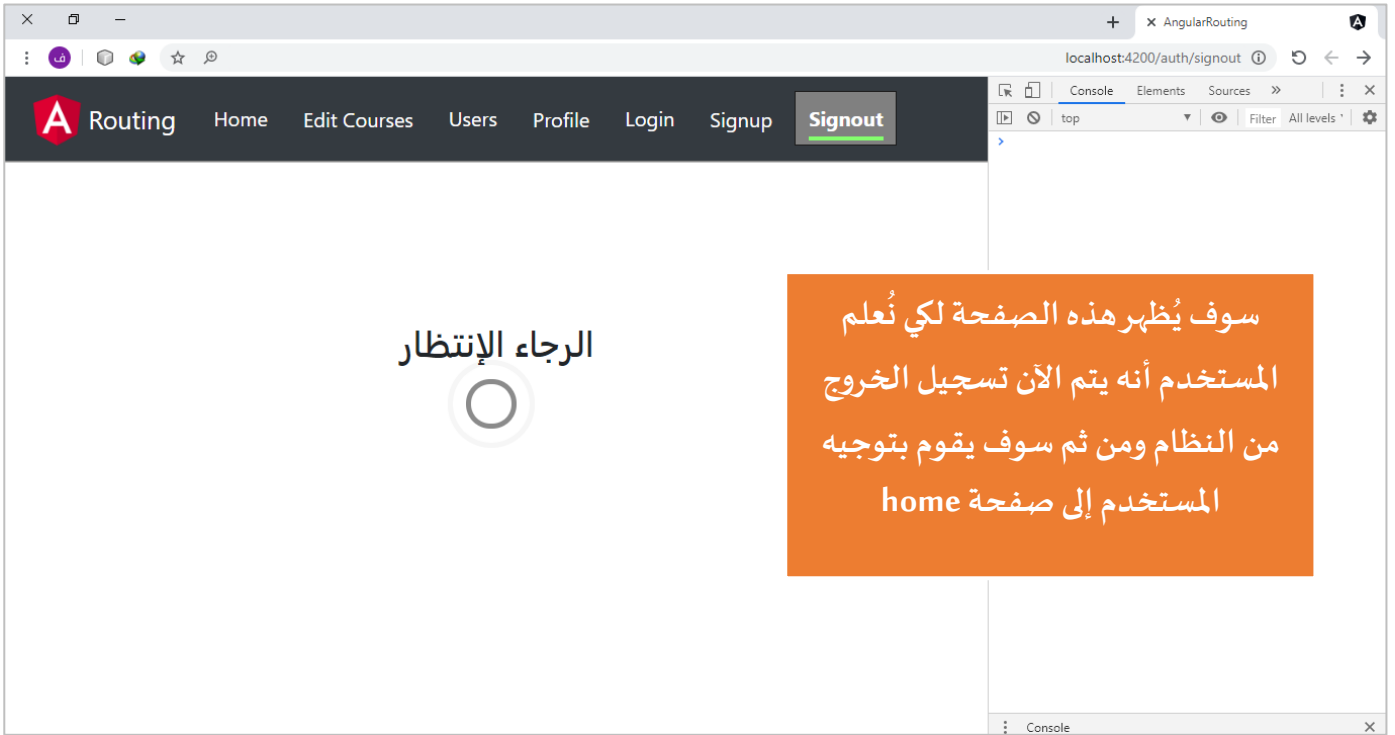 AngularRouting
ف
localhost:4200/auth/signout
Routing Home Edit Courses Users Profile Login Signup Signout
Console Elements Sources »
top Filter All levels
الرجاء الإنتظار
سوف يُظهر هذه الصفحة لكي نُعلم
المستخدم أنه يتم الآن تسجيل الخروج
من النظام ومن ثم سوف يقوم بتوجيه
المستخدم إلى صفحة home
Console